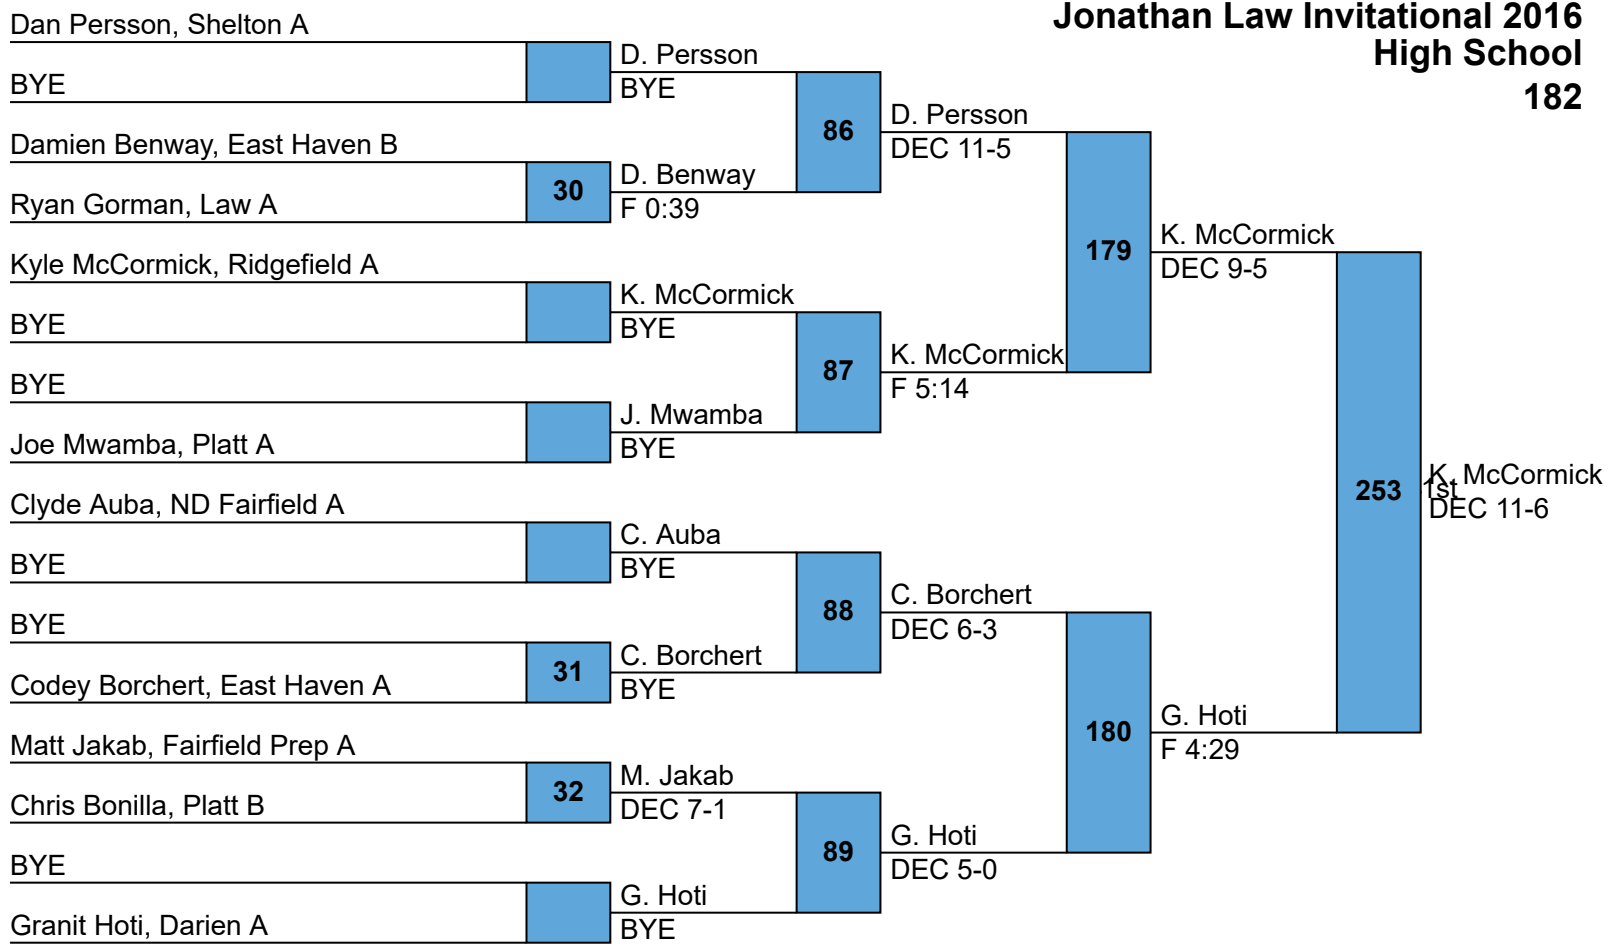 Jonathan Law Invitational 2016
High School
182
Dan Persson, Shelton A
BYE
Damien Benway, East Haven B
30
Ryan Gorman, Law A
Kyle McCormick, Ridgefield A
BYE
BYE
Joe Mwamba, Platt A
Clyde Auba, ND Fairfield A
BYE
BYE
31
Codey Borchert, East Haven A
Matt Jakab, Fairfield Prep A
32
Chris Bonilla, Platt B
BYE
Granit Hoti, Darien A
D. Persson
BYE
86
D. Benway
F 0:39
K. McCormick
BYE
87
J. Mwamba
BYE
C. Auba
BYE
88
C. Borchert
BYE
M. Jakab
DEC 7-1
89
G. Hoti
BYE
D. Persson
DEC 11-5
179
K. McCormick
F 5:14
C. Borchert
DEC 6-3
180
G. Hoti
DEC 5-0
K. McCormick
DEC 9-5
253
G. Hoti
F 4:29
K. McCormick
1st
DEC 11-6